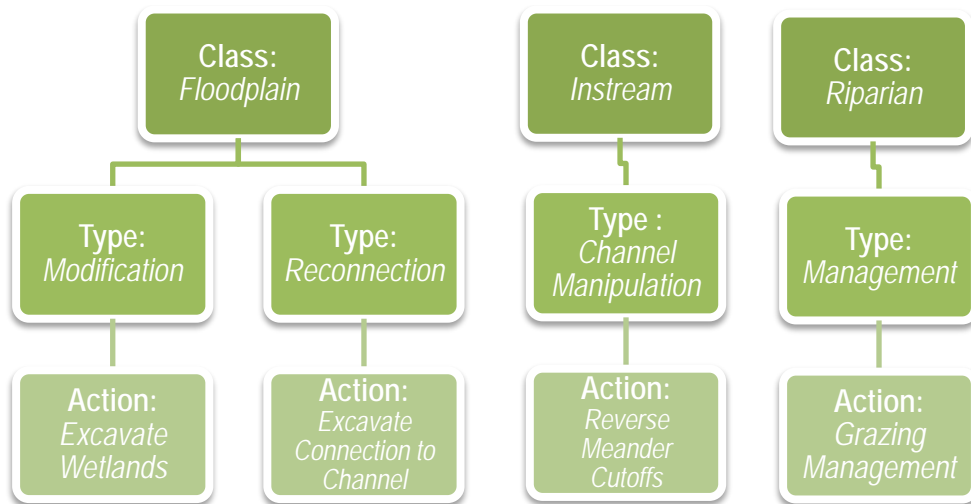 Class:
Floodplain
Class:
Instream
Class:
Riparian
Type:
Modification
Type:
Reconnection
Type :
Channel
Manipulation
Type:
Management
Action:
Excavate
Wetlands
Action:
Excavate
Connection to
Channel
Action:
Reverse
Meander
Cutoffs
Action:
Grazing
Management